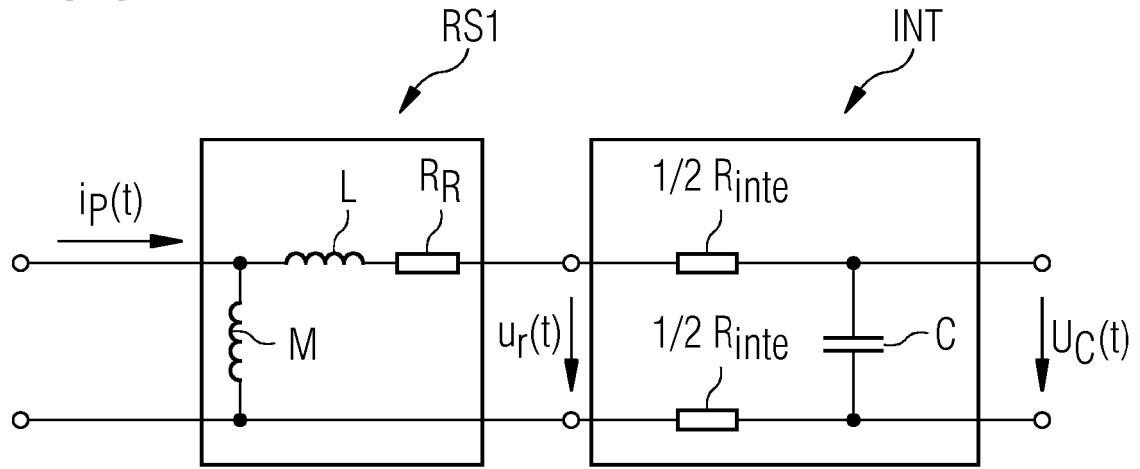 RS1
INT
iP(t)
L
RR
M
ur(t)
1/2 Rinte
1/2 Rinte
C
UC(t)